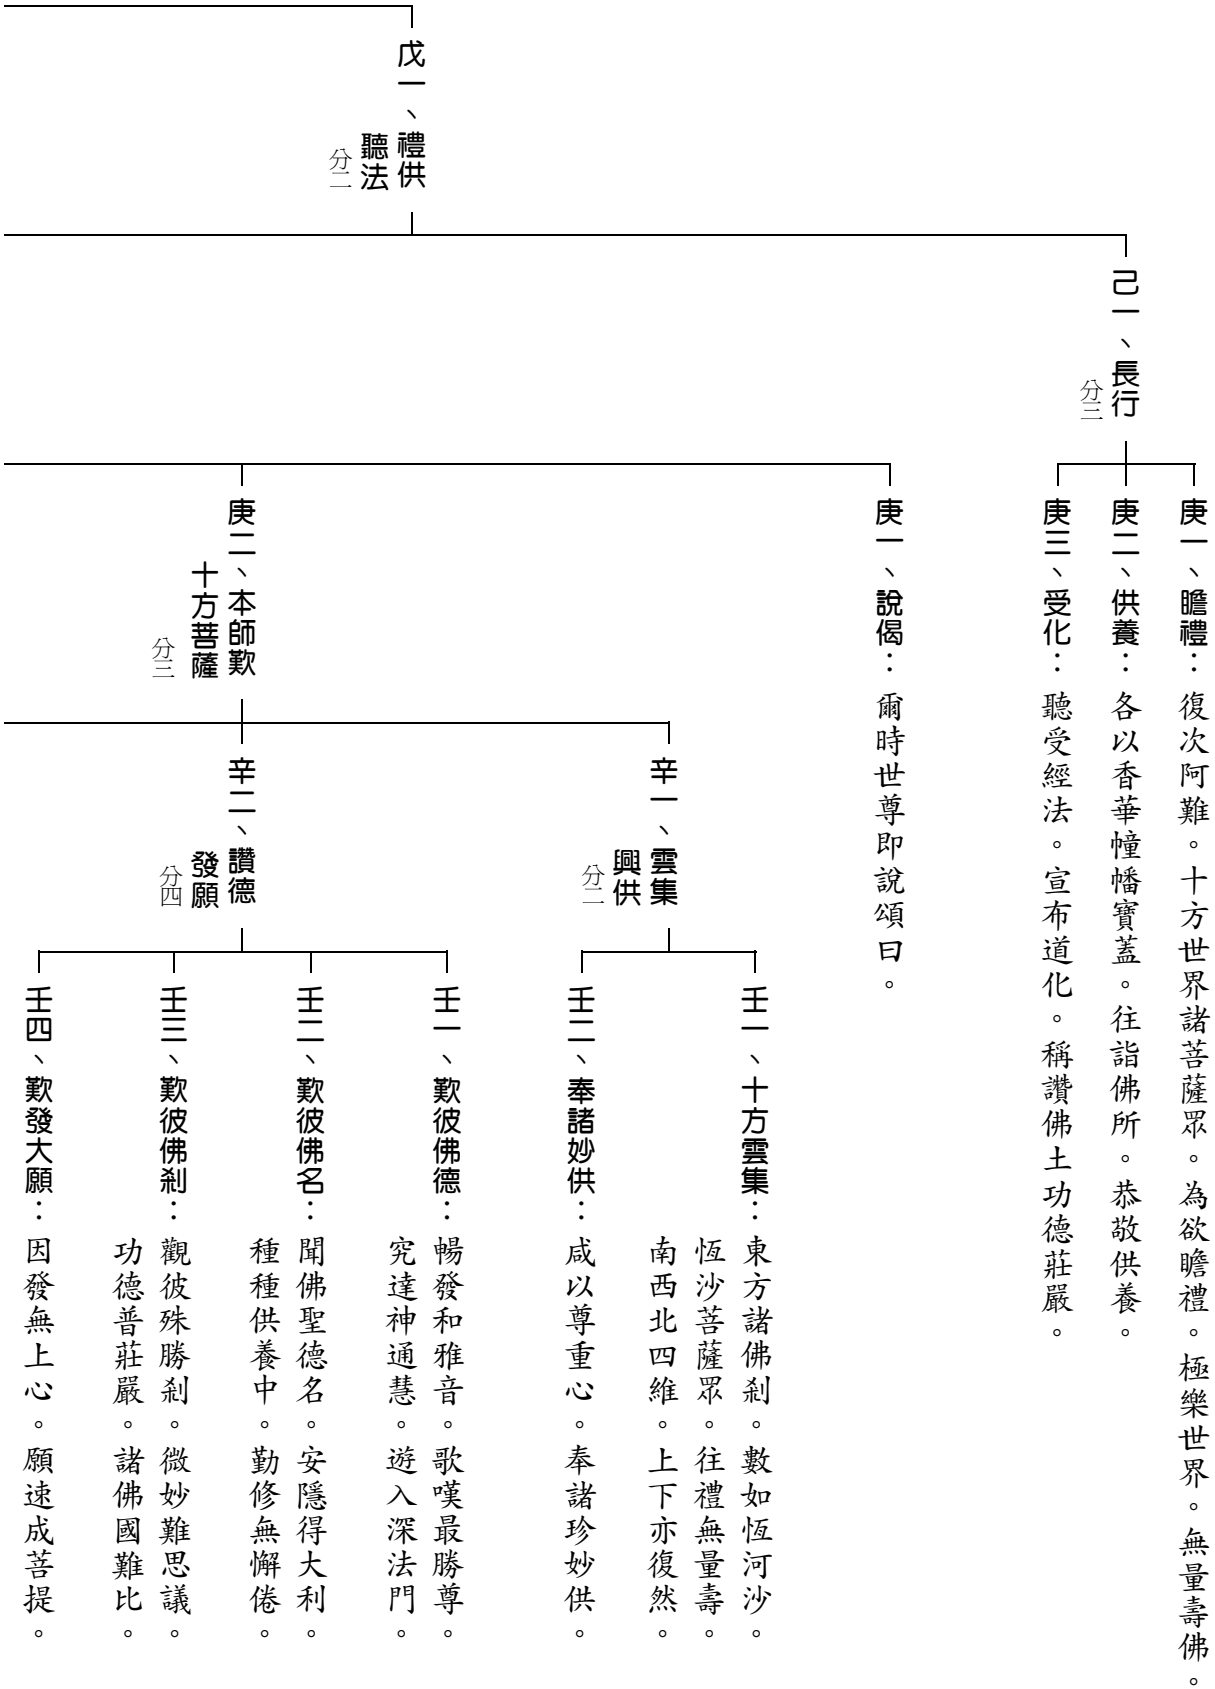 戊一、禮供
聽法
分二
己一、長行
分三
庚一、瞻禮：復次阿難。十方世界諸菩薩眾。為欲瞻禮。極樂世界。無量壽佛。
庚二、供養：各以香華幢幡寶蓋。往詣佛所。恭敬供養。
庚三、受化：聽受經法。宣布道化。稱讚佛土功德莊嚴。
庚一、說偈：爾時世尊即說頌曰。
庚二、本師歎
十方菩薩
分三
辛一、雲集
興供
分二
壬一、十方雲集：東方諸佛剎。數如恆河沙。
恆沙菩薩眾。往禮無量壽。
南西北四維。上下亦復然。
壬二、奉諸妙供：咸以尊重心。奉諸珍妙供。
辛二、讚德
發願
分四
壬一、歎彼佛德：暢發和雅音。歌嘆最勝尊。
究達神通慧。遊入深法門。
壬二、歎彼佛名：聞佛聖德名。安隱得大利。
種種供養中。勤修無懈倦。
壬三、歎彼佛剎：觀彼殊勝剎。微妙難思議。
功德普莊嚴。諸佛國難比。
壬四、歎發大願：因發無上心。願速成菩提。